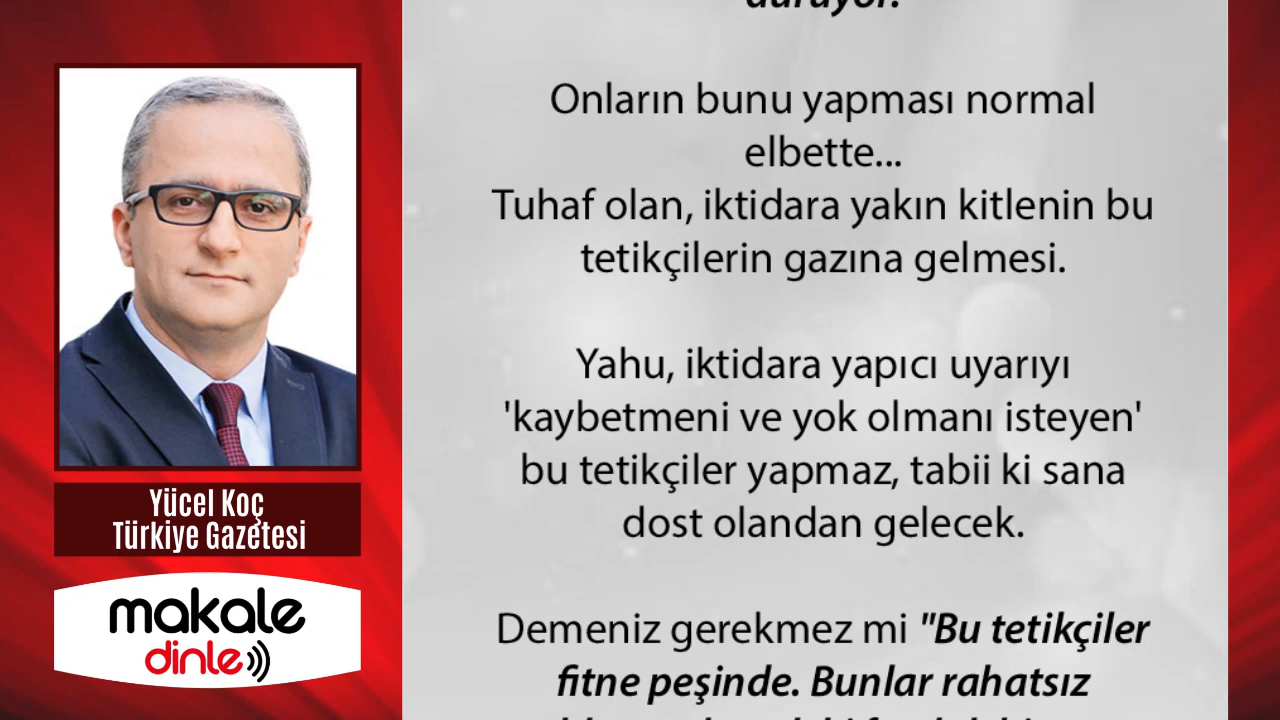 Onların bunu yapması normal
elbette...
Tuhaf olan, iktidara yakın kitlenin bu
tetikçilerin gazına gelmesi.
Yahu, iktidara yapıcı uyarıyı
'kaybetmeni ve yok olmanı isteyen'
bu tetikçiler yapmaz, tabii ki sana
dost olandan gelecek.
Demeniz gerekmez mi "Bu tetikçiler
fitne peşinde. Bunlar rahatsız
Yücel Koç
Türkiye Gazetesi
makale
dinle